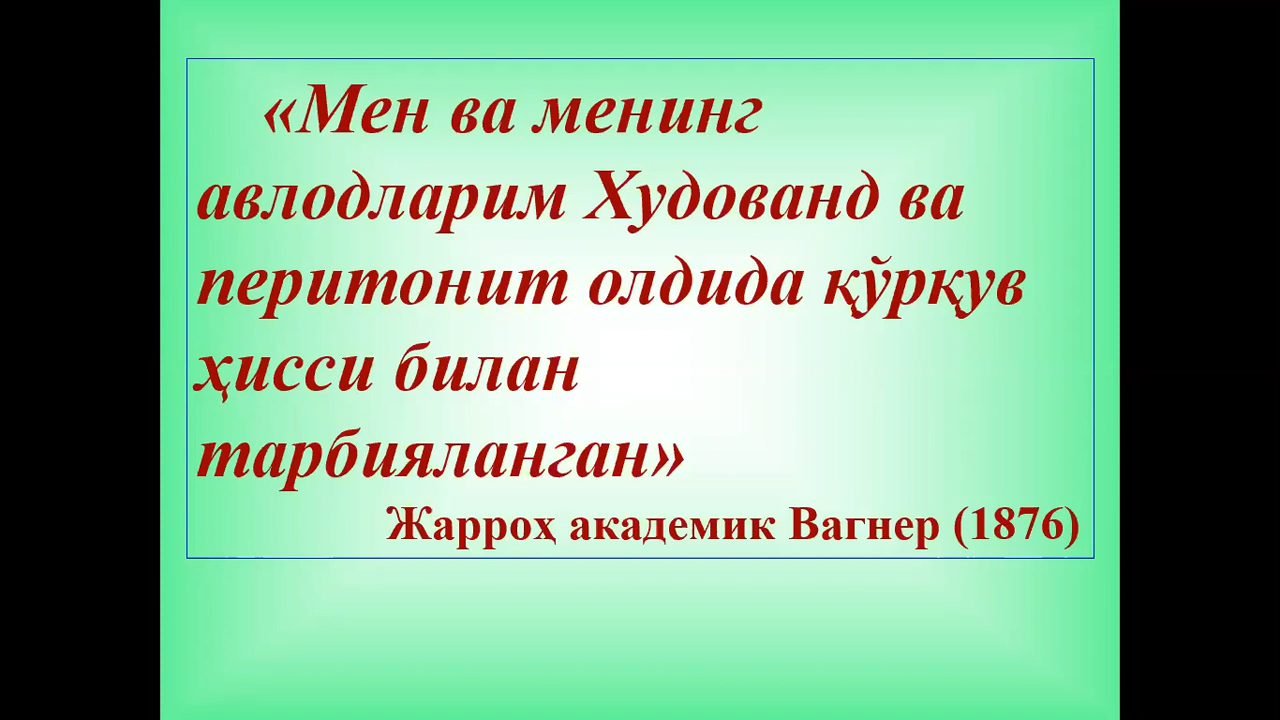 «Мен ва менинг
авлодларим Худованд ва
перитонит олдида қўрқув
ҳисси билан
тарбияланган»
Жарроҳ академик Вагнер (1876)